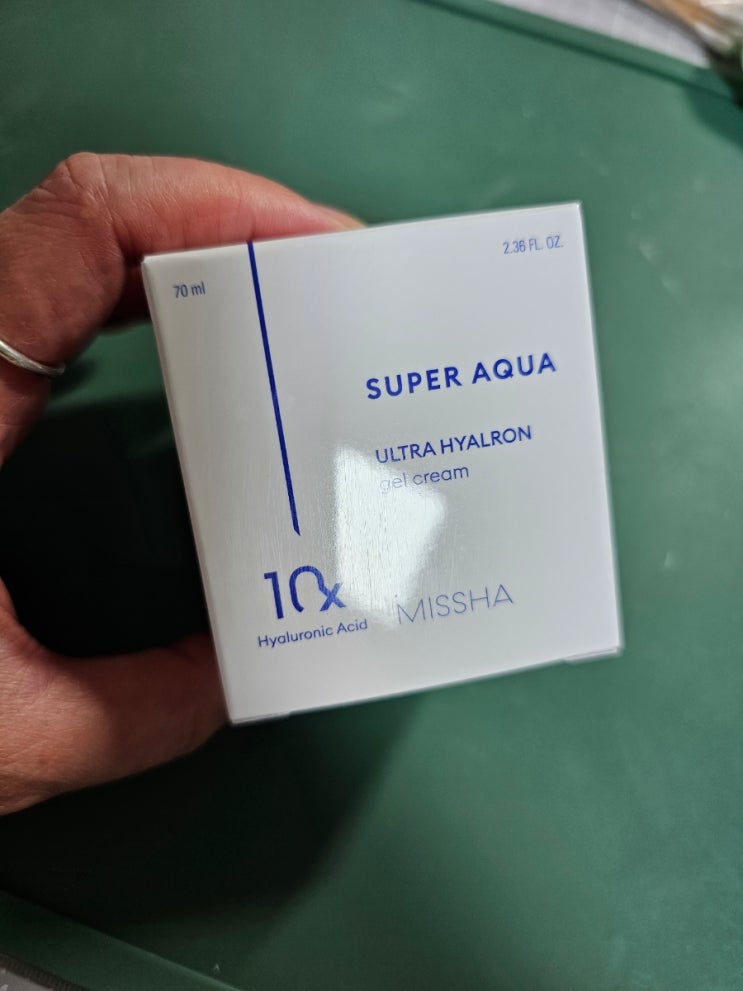 70 ml
2.36 FL. OZ.
SUPER AQUA
ULTRA HYALRON
gel cream
10x
Hyaluronic Acid
MISSHA